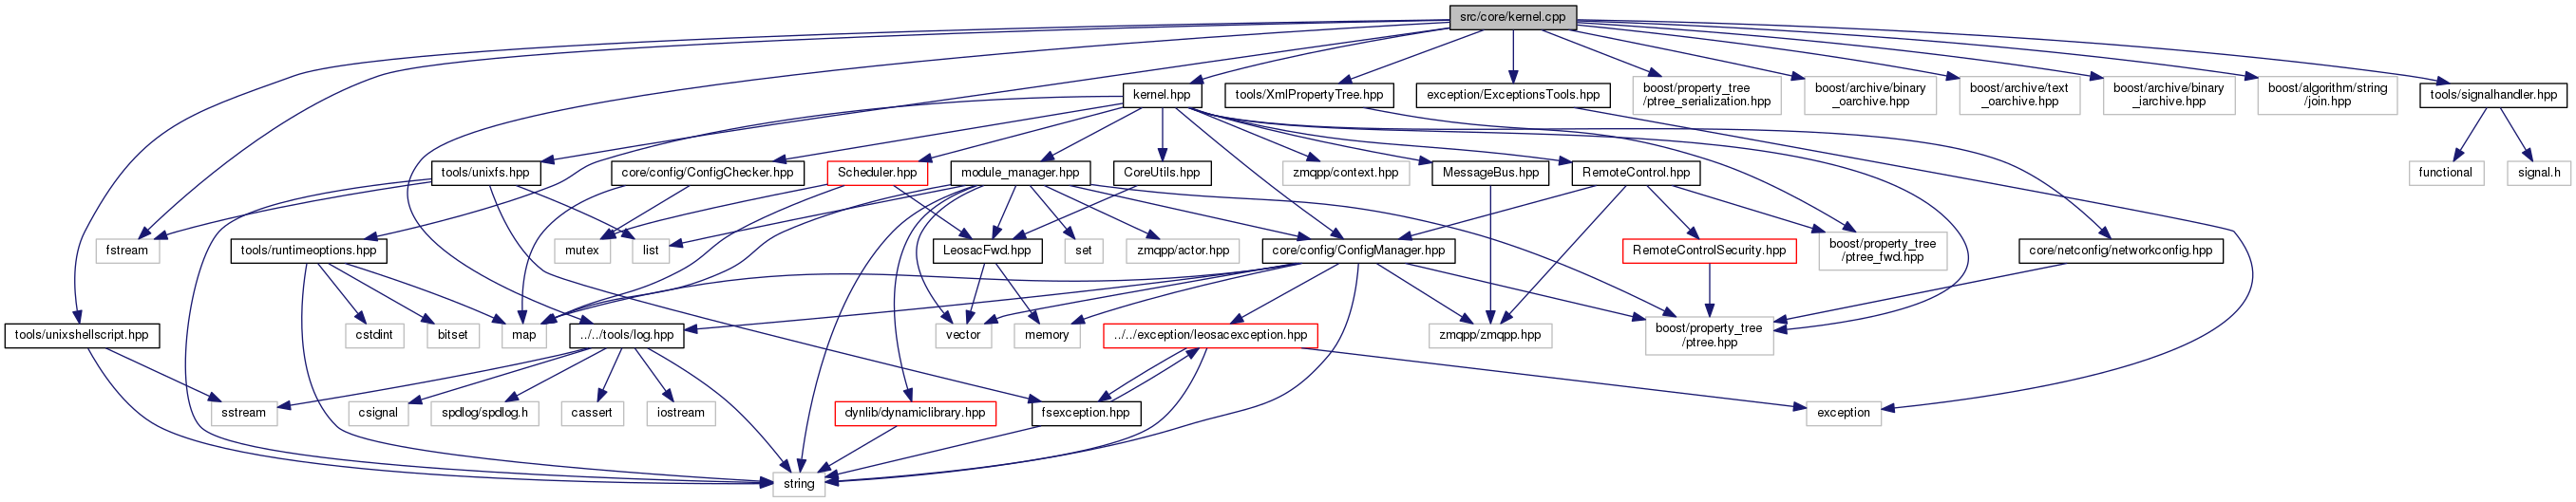 src/core/kernel.cpp
kernel.hpp
tools/XmlPropertyTree.hpp
exception/ExceptionsTools.hpp
boost/property_tree
/ptree_serialization.hpp
boost/archive/binary
_oarchive.hpp
boost/archive/text
_oarchive.hpp
boost/archive/binary
_iarchive.hpp
boost/algorithm/string
/join.hpp
tools/signalhandler.hpp
tools/unixfs.hpp
core/config/ConfigChecker.hpp
Scheduler.hpp
module_manager.hpp
CoreUtils.hpp
zmqpp/context.hpp
MessageBus.hpp
RemoteControl.hpp
functional
signal.h
fstream
tools/runtimeoptions.hpp
mutex
list
LeosacFwd.hpp
set
zmqpp/actor.hpp
core/config/ConfigManager.hpp
RemoteControlSecurity.hpp
boost/property_tree
/ptree_fwd.hpp
core/netconfig/networkconfig.hpp
tools/unixshellscript.hpp
cstdint
bitset
map
../../tools/log.hpp
vector
memory
../../exception/leosacexception.hpp
zmqpp/zmqpp.hpp
boost/property_tree
/ptree.hpp
sstream
csignal
spdlog/spdlog.h
cassert
iostream
dynlib/dynamiclibrary.hpp
fsexception.hpp
exception
string